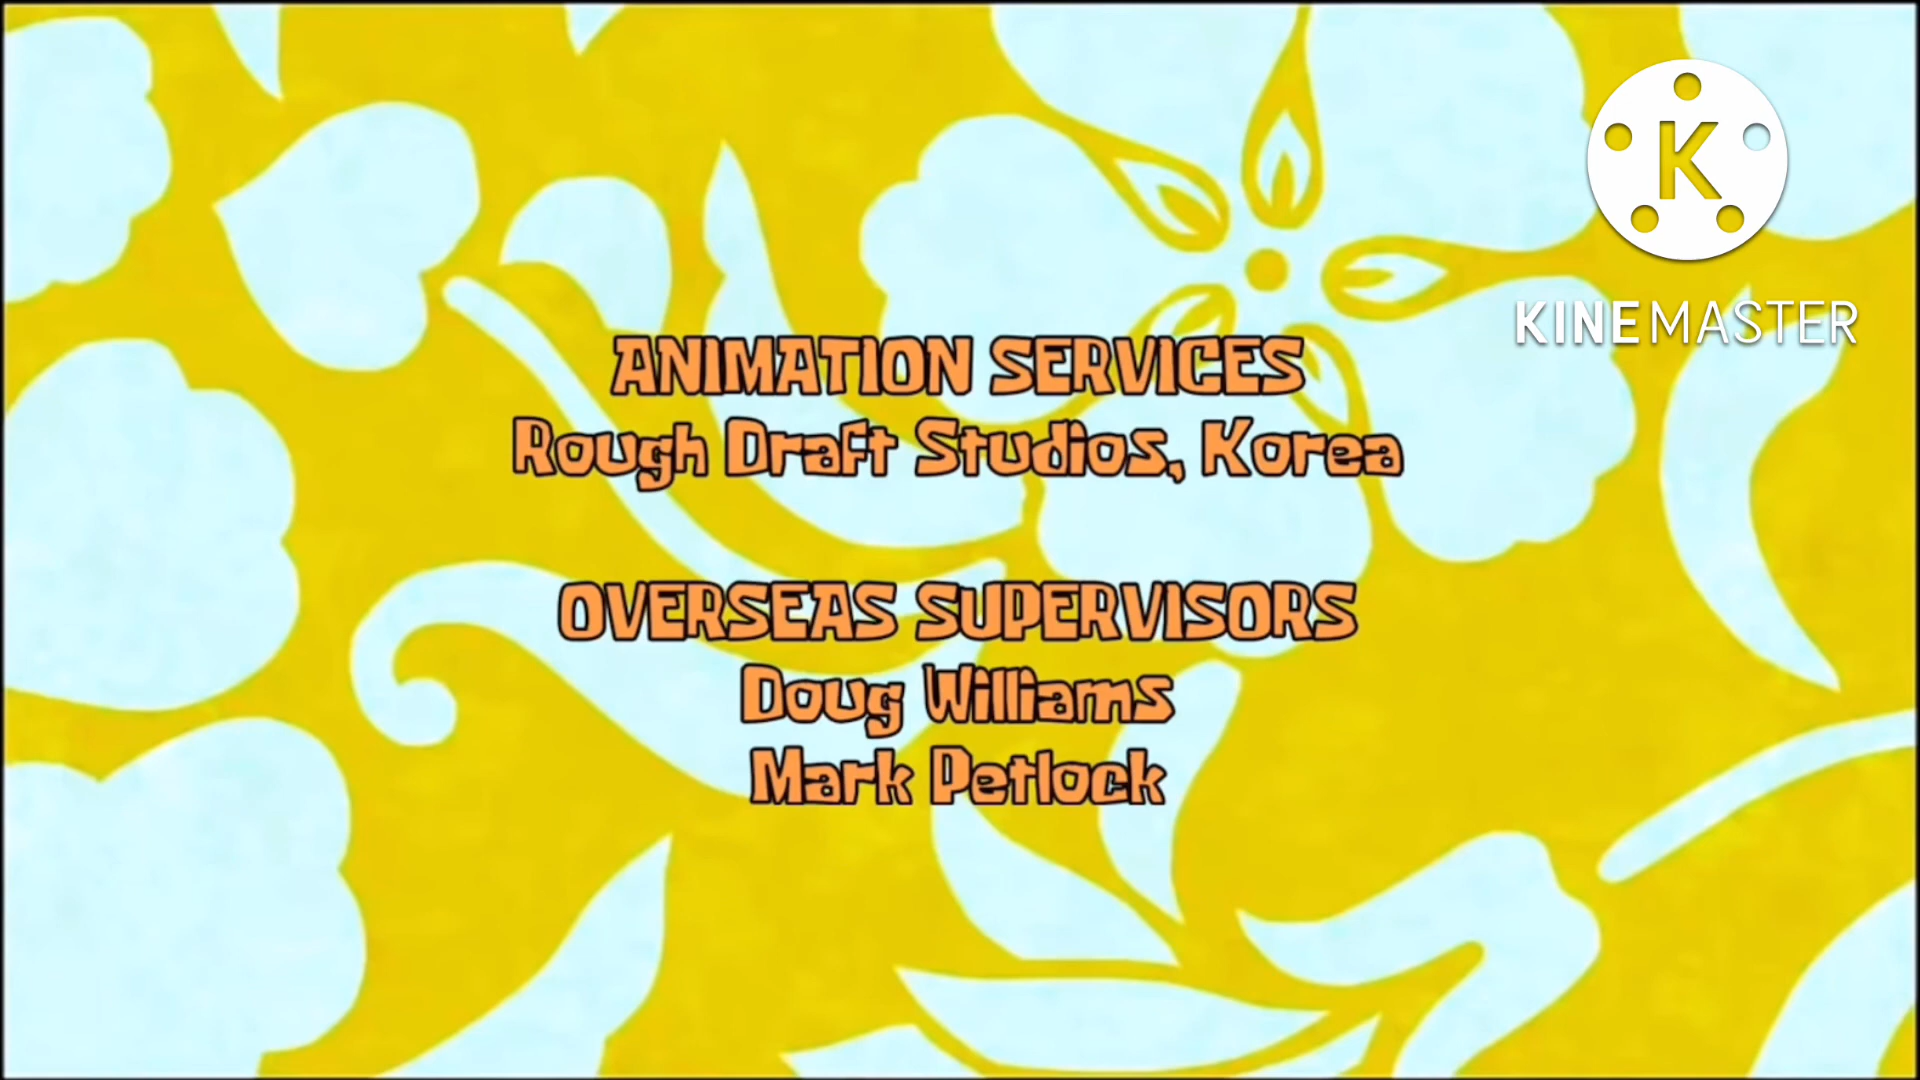 K
KINEMASTER
ANIMATION SERVICES
Rough Draft Studios, Korea
OVERSEAS SUPERVISORS
Doug Williams
Mark Petlock